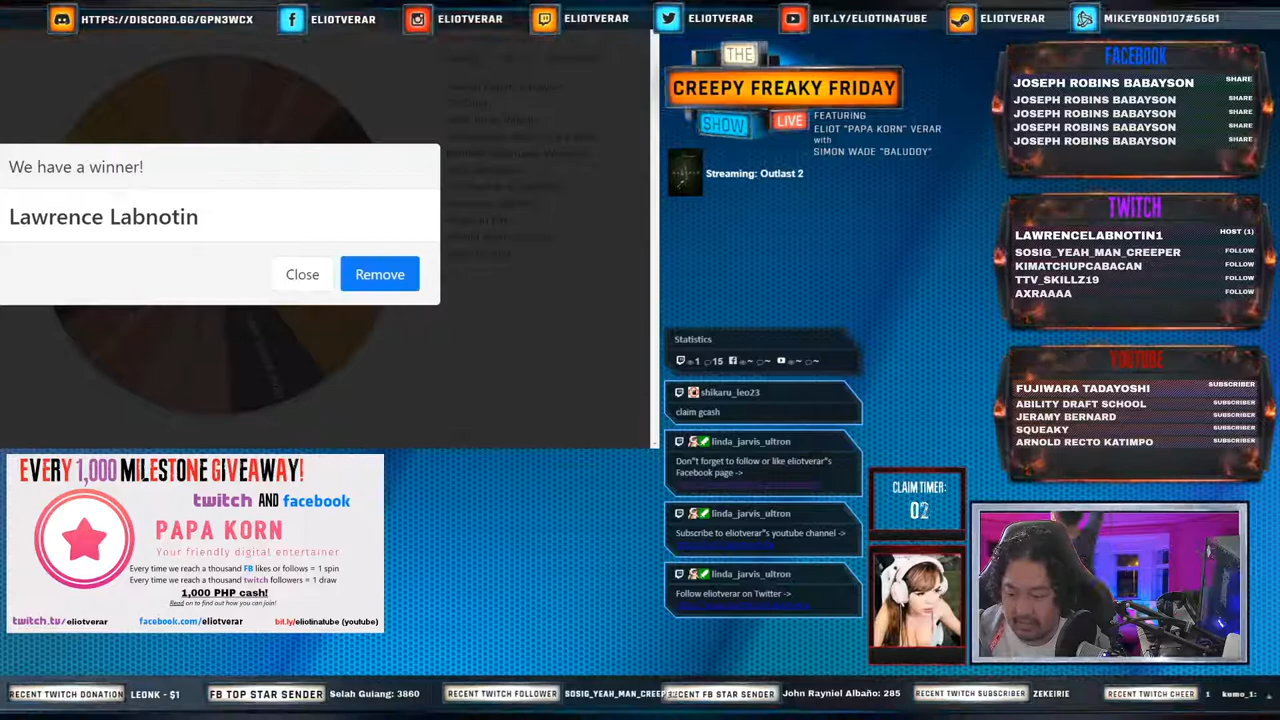 HTTPS://DISCORD.GG/GPN3WCX
ELIOTVERAR
ELIOTVERAR
ELIOTVERAR
ELIOTVERAR
BIT.LY/ELIOTINATUBE
ELIOTVERAR
MIKEYBOND107#6681
We have a winner!
Lawrence Labnotin
Close
Remove
THE
CREEPY FREAKY FRIDAY
SHOW
LIVE
FEATURING
ELIOT "PAPA KORN" VERAR
with
SIMON WADE "BALUDDY"
Streaming: Outlast 2
FACEBOOK
JOSEPH ROBINS BABAYSON SHARE
JOSEPH ROBINS BABAYSON SHARE
JOSEPH ROBINS BABAYSON SHARE
JOSEPH ROBINS BABAYSON SHARE
JOSEPH ROBINS BABAYSON SHARE
TWITCH
LAWRENCELABNOTIN1 HOST (1)
SOSIG_YEAH_MAN_CREEPER FOLLOW
KIMATCHUPCABACAN FOLLOW
TTV_SKILLZ19 FOLLOW
AXRAAAA FOLLOW
YOUTUBE
FUJIWARA TADAYOSHI SUBSCRIBER
ABILITY DRAFT SCHOOL SUBSCRIBER
JERAMY BERNARD SUBSCRIBER
SQUEAKY SUBSCRIBER
ARNOLD RECTO KATIMPO SUBSCRIBER
Statistics
1 15 ~ ~ ~ ~
shikaru_leo23
claim gcash
linda_jarvis_ultron
Don"t forget to follow or like eliotverar"s
Facebook page ->
linda_jarvis_ultron
Subscribe to eliotverar"s youtube channel ->
linda_jarvis_ultron
Follow eliotverar on Twitter ->
CLAIM TIMER:
02
EVERY 1,000 MILESTONE GIVEAWAY!
twitch AND facebook
PAPA KORN
Your friendly digital entertainer
Every time we reach a thousand FB likes or follows = 1 spin
Every time we reach a thousand twitch followers = 1 draw
1,000 PHP cash!
Read on to find out how you can join!
twitch.tv/eliotverar facebook.com/eliotverar bit.ly/eliotinatube (youtube)
RECENT TWITCH DONATION LEONK - $1
FB TOP STAR SENDER Selah Guiang: 3860
RECENT TWITCH FOLLOWER SOSIG_YEAH_MAN_CREEP
RECENT FB STAR SENDER John Rayniel Albaño: 285
RECENT TWITCH SUBSCRIBER ZEKEIRIE
RECENT TWITCH CHEER 1 kumo_1: